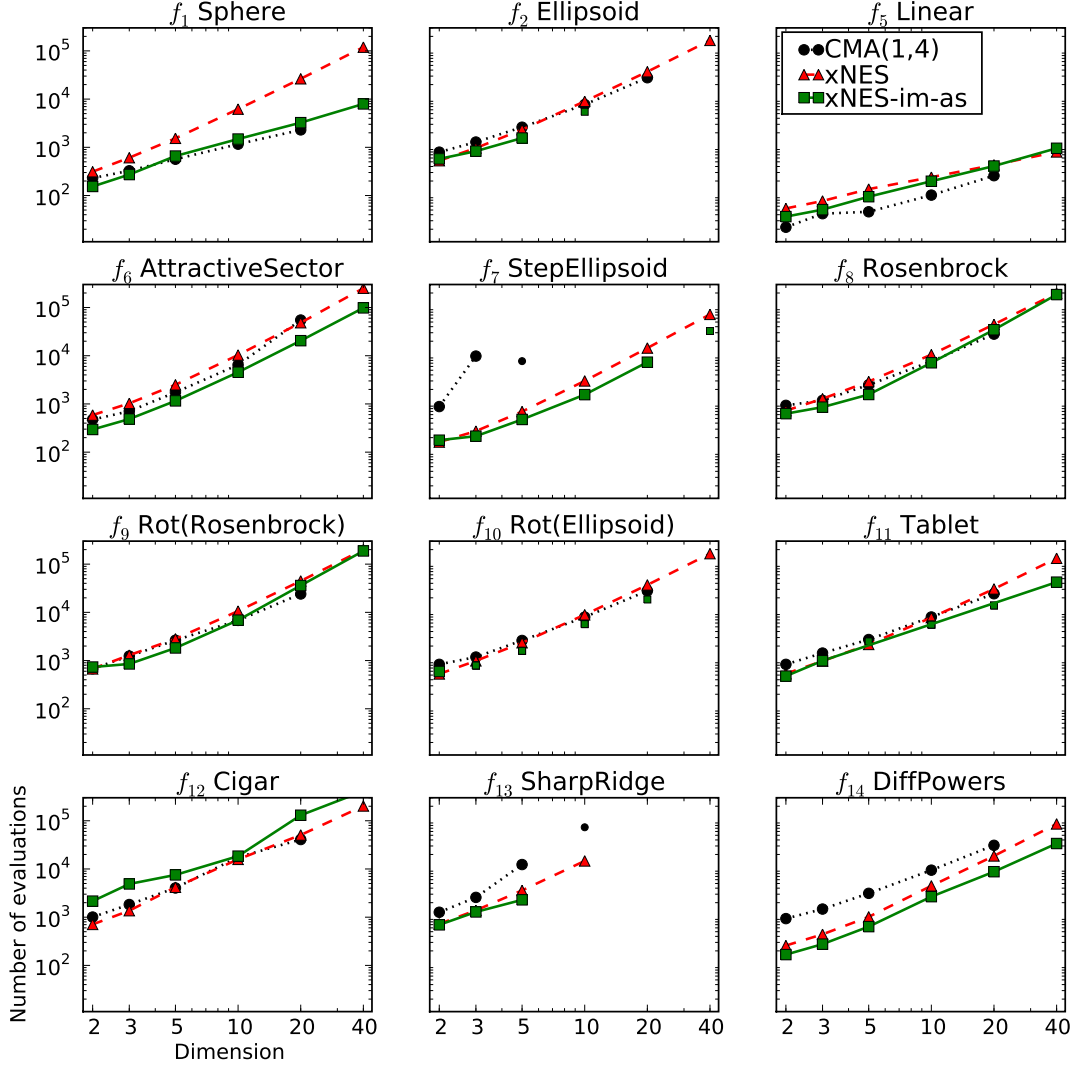 f1 Sphere
f2 Ellipsoid
f5 Linear
10^5
10^4
10^3
10^2
CMA(1,4)
xNES
xNES-im-as
f6 AttractiveSector
f7 StepEllipsoid
f8 Rosenbrock
10^5
10^4
10^3
10^2
f9 Rot(Rosenbrock)
f10 Rot(Ellipsoid)
f11 Tablet
10^5
10^4
10^3
10^2
f12 Cigar
f13 SharpRidge
f14 DiffPowers
Number of evaluations
10^5
10^4
10^3
10^2
2 3 5 10 20 40
2 3 5 10 20 40
2 3 5 10 20 40
Dimension